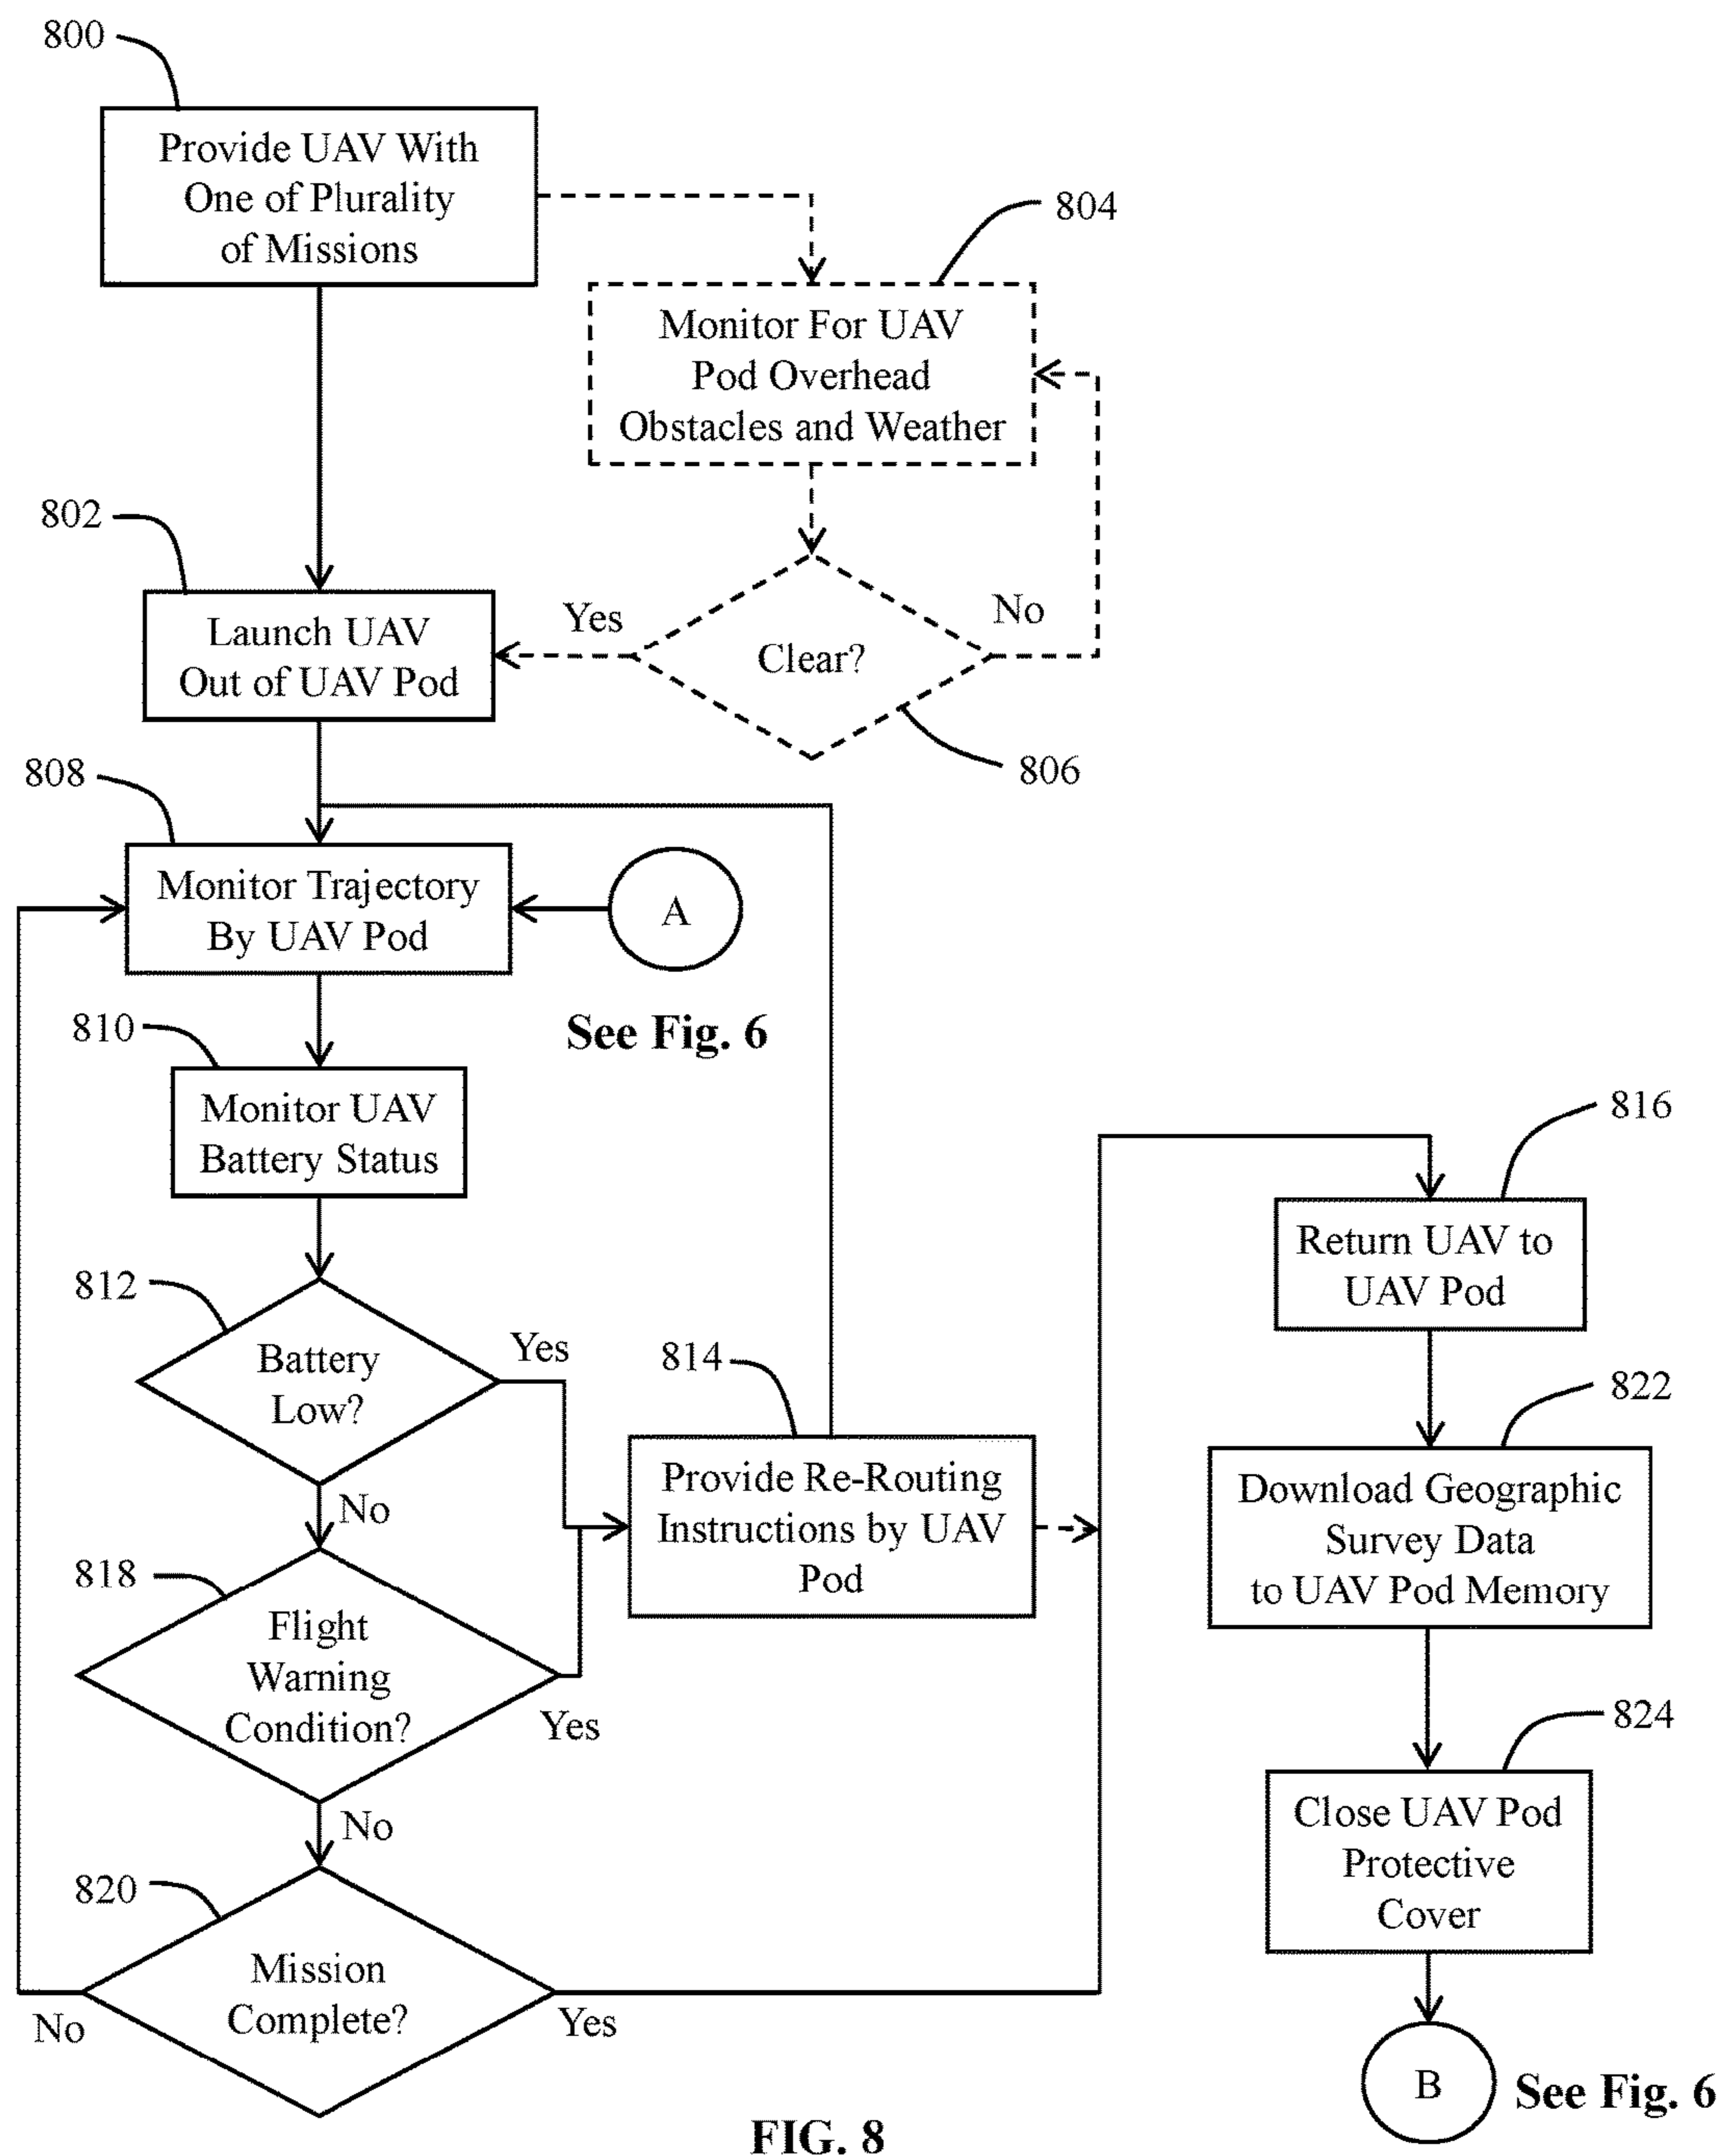 800
Provide UAV With
One of Plurality
of Missions
804
Monitor For UAV
Pod Overhead
Obstacles and Weather
802
Launch UAV
Out of UAV Pod
Yes
Clear?
No
806
808
Monitor Trajectory
By UAV Pod
A
See Fig. 6
810
Monitor UAV
Battery Status
812
Battery
Low?
Yes
No
814
Provide Re-Routing
Instructions by UAV
Pod
818
Flight
Warning
Condition?
Yes
No
820
Mission
Complete?
No
Yes
816
Return UAV to
UAV Pod
822
Download Geographic
Survey Data
to UAV Pod Memory
824
Close UAV Pod
Protective
Cover
B
See Fig. 6
FIG. 8